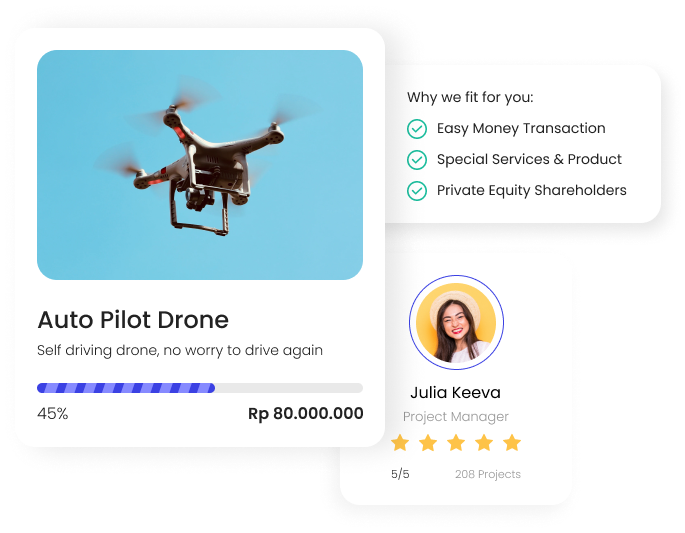 Why we fit for you:
Easy Money Transaction
Special Services & Product
Private Equity Shareholders
Auto Pilot Drone
Self driving drone, no worry to drive again
45% Rp 80.000.000
Julia Keeva
Project Manager
5/5 208 Projects